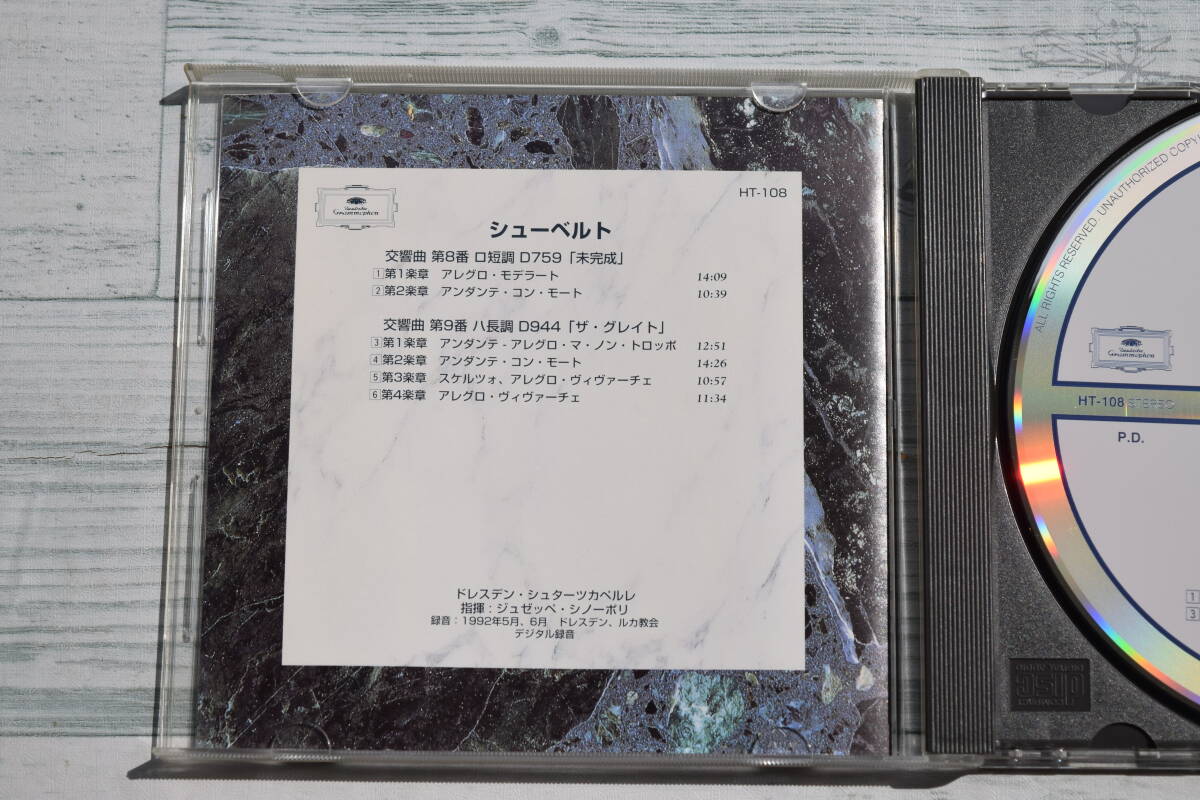 Deutsche
Grammophon
HT-108
シューベルト
交響曲 第8番 ロ短調 D759「未完成」
1 第1楽章 アレグロ・モデラート 14:09
2 第2楽章 アンダンテ・コン・モート 10:39
交響曲 第9番 ハ長調 D944「ザ・グレイト」
3 第1楽章 アンダンテ - アレグロ・マ・ノン・トロッポ 12:51
4 第2楽章 アンダンテ・コン・モート 14:26
5 第3楽章 スケルツォ、アレグロ・ヴィヴァーチェ 10:57
6 第4楽章 アレグロ・ヴィヴァーチェ 11:34
ドレスデン・シュターツカペルレ
指揮：ジュゼッペ・シノーポリ
録音：1992年5月、6月 ドレスデン、ルカ教会
デジタル録音
ALL RIGHTS RESERVED. UNAUTHORIZED COPY
Deutsche
Grammophon
HT-108 STEREO
P.D.
1
3